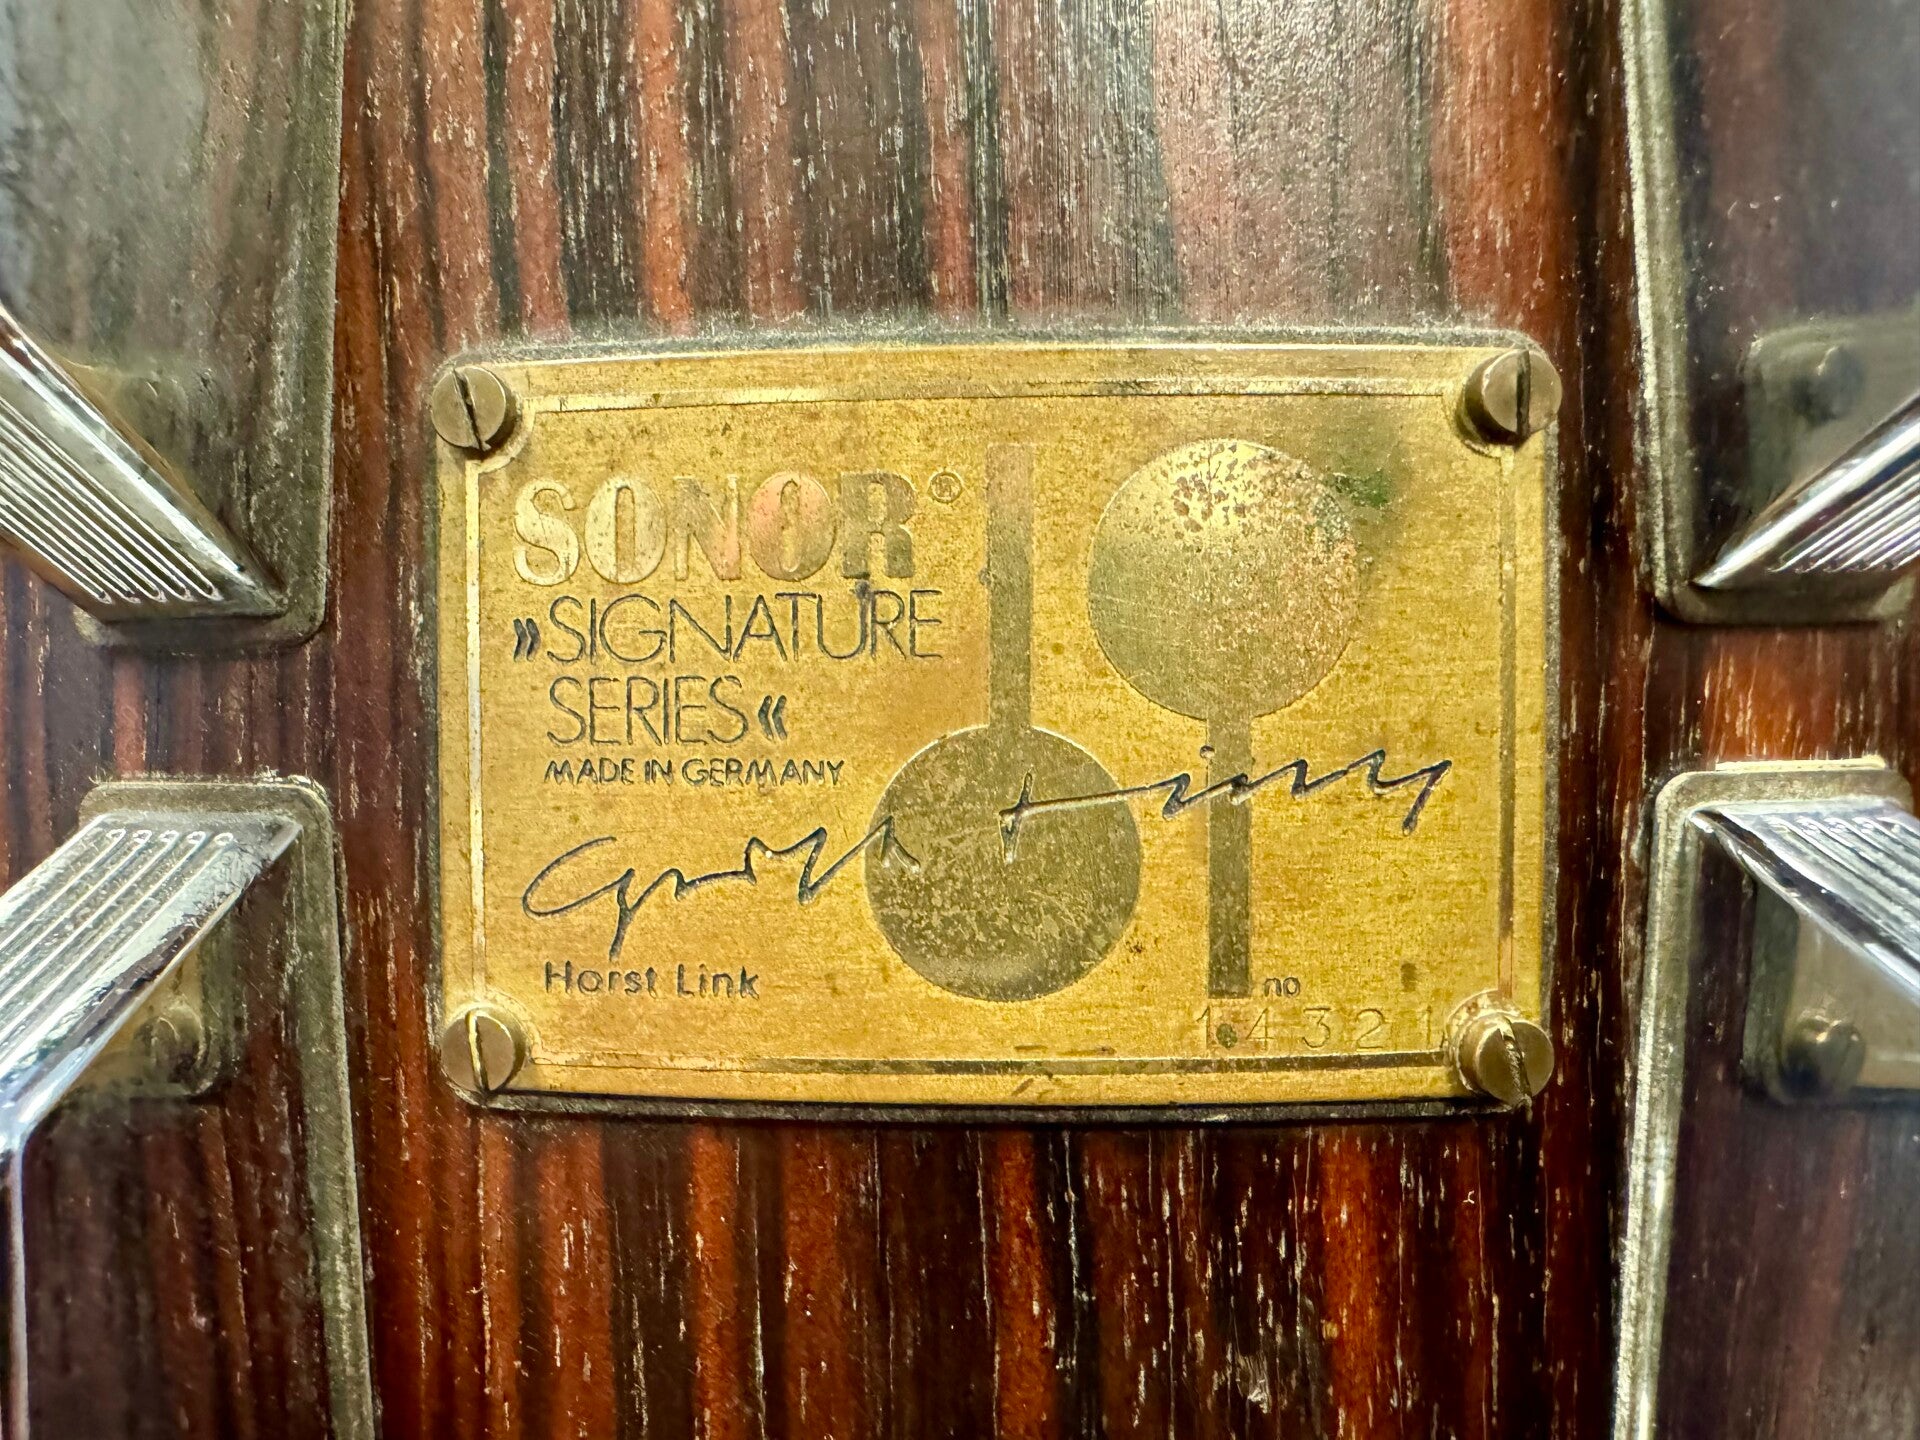 SONOR®
»SIGNATURE
SERIES«
MADE IN GERMANY
Horst Link
no
14321